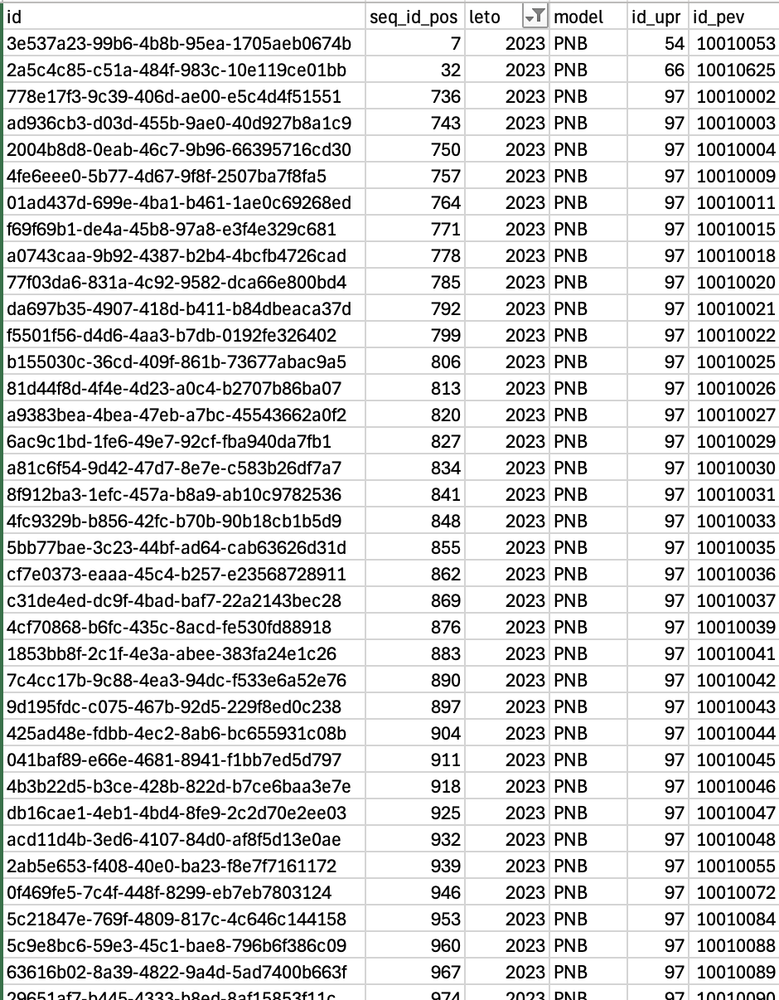 id seq_id_pos leto model id_upr id_pev
3e537a23-99b6-4b8b-95ea-1705aeb0674b 7 2023 PNB 54 10010053
2a5c4c85-c51a-484f-983c-10e119ce01bb 32 2023 PNB 66 10010625
778e17f3-9c39-406d-ae00-e5c4d4f51551 736 2023 PNB 97 10010002
ad936cb3-d03d-455b-9ae0-40d927b8a1c9 743 2023 PNB 97 10010003
2004b8d8-0eab-46c7-9b96-66395716cd30 750 2023 PNB 97 10010004
4fe6eee0-5b77-4d67-9f8f-2507ba7f8fa5 757 2023 PNB 97 10010009
01ad437d-699e-4ba1-b461-1ae0c69268ed 764 2023 PNB 97 10010011
f69f69b1-de4a-45b8-97a8-e3f4e329c681 771 2023 PNB 97 10010015
a0743caa-9b92-4387-b2b4-4bcfb4726cad 778 2023 PNB 97 10010018
77f03da6-831a-4c92-9582-dca66e800bd4 785 2023 PNB 97 10010020
da697b35-4907-418d-b411-b84dbeaca37d 792 2023 PNB 97 10010021
f5501f56-d4d6-4aa3-b7db-0192fe326402 799 2023 PNB 97 10010022
b155030c-36cd-409f-861b-73677abac9a5 806 2023 PNB 97 10010025
81d44f8d-4f4e-4d23-a0c4-b2707b86ba07 813 2023 PNB 97 10010026
a9383bea-4bea-47eb-a7bc-45543662a0f2 820 2023 PNB 97 10010027
6ac9c1bd-1fe6-49e7-92cf-fba940da7fb1 827 2023 PNB 97 10010029
a81c6f54-9d42-47d7-8e7e-c583b26df7a7 834 2023 PNB 97 10010030
8f912ba3-1efc-457a-b8a9-ab10c9782536 841 2023 PNB 97 10010031
4fc9329b-b856-42fc-b70b-90b18cb1b5d9 848 2023 PNB 97 10010033
5bb77bae-3c23-44bf-ad64-cab63626d31d 855 2023 PNB 97 10010035
cf7e0373-eaaa-45c4-b257-e23568728911 862 2023 PNB 97 10010036
c31de4ed-dc9f-4bad-baf7-22a2143bec28 869 2023 PNB 97 10010037
4cf70868-b6fc-435c-8acd-fe530fd88918 876 2023 PNB 97 10010039
1853bb8f-2c1f-4e3a-abee-383fa24e1c26 883 2023 PNB 97 10010041
7c4cc17b-9c88-4ea3-94dc-f533e6a52e76 890 2023 PNB 97 10010042
9d195fdc-c075-467b-92d5-229f8ed0c238 897 2023 PNB 97 10010043
425ad48e-fdbb-4ec2-8ab6-bc655931c08b 904 2023 PNB 97 10010044
041baf89-e66e-4681-8941-f1bb7ed5d797 911 2023 PNB 97 10010045
4b3b22d5-b3ce-428b-822d-b7ce6baa3e7e 918 2023 PNB 97 10010046
db16cae1-4eb1-4bd4-8fe9-2c2d70e2ee03 925 2023 PNB 97 10010047
acd11d4b-3ed6-4107-84d0-af8f5d13e0ae 932 2023 PNB 97 10010048
2ab5e653-f408-40e0-ba23-f8e7f7161172 939 2023 PNB 97 10010055
0f469fe5-7c4f-448f-8299-eb7eb7803124 946 2023 PNB 97 10010072
5c21847e-769f-4809-817c-4c646c144158 953 2023 PNB 97 10010084
5c9e8bc6-59e3-45c1-bae8-796b6f386c09 960 2023 PNB 97 10010088
63616b02-8a39-4822-9a4d-5ad7400b663f 967 2023 PNB 97 10010089
29651af7-b445-4333-b8ed-8af15853f11c 974 2023 PNB 97 10010090